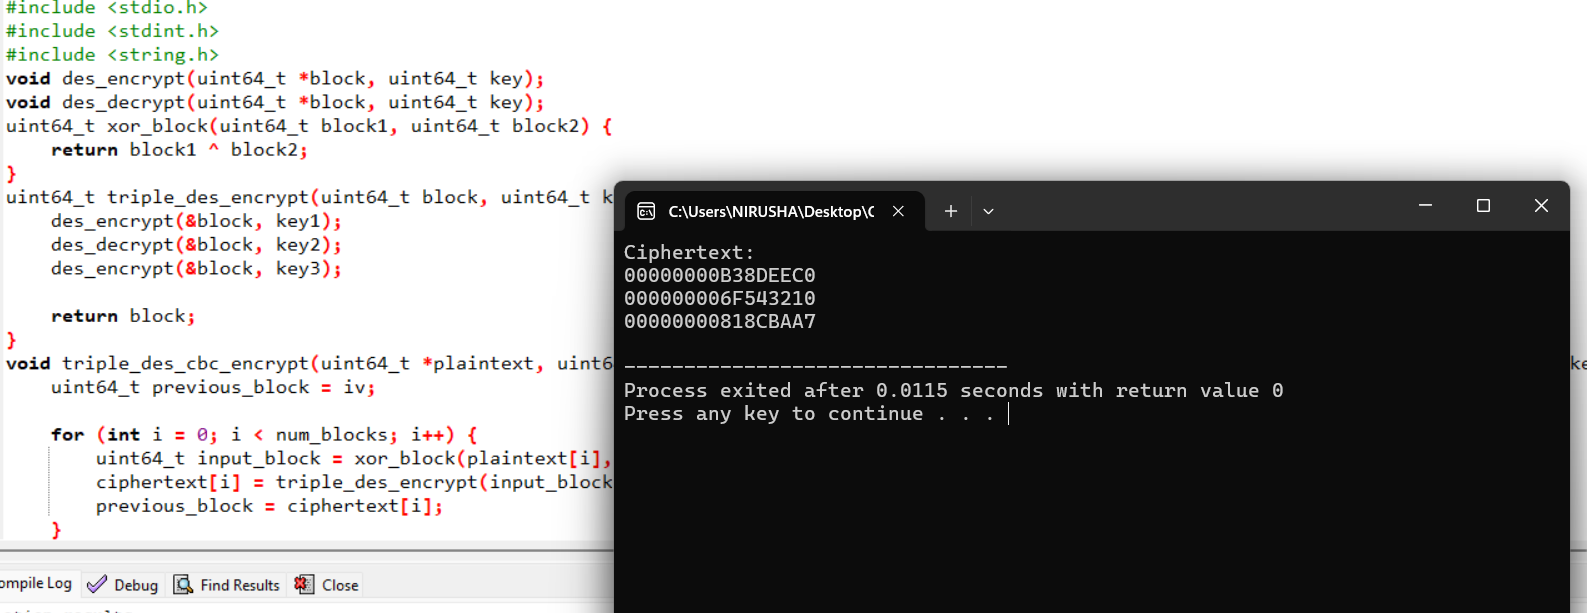 #include <stdio.h>
#include <stdint.h>
#include <string.h>
void des_encrypt(uint64_t *block, uint64_t key);
void des_decrypt(uint64_t *block, uint64_t key);
uint64_t xor_block(uint64_t block1, uint64_t block2) {
    return block1 ^ block2;
}
uint64_t triple_des_encrypt(uint64_t block, uint64_t k
    des_encrypt(&block, key1);
    des_decrypt(&block, key2);
    des_encrypt(&block, key3);
    return block;
}
void triple_des_cbc_encrypt(uint64_t *plaintext, uint6
ke
    uint64_t previous_block = iv;
    for (int i = 0; i < num_blocks; i++) {
        uint64_t input_block = xor_block(plaintext[i],
        ciphertext[i] = triple_des_encrypt(input_block
        previous_block = ciphertext[i];
    }
C:\Users\NIRUSHA\Desktop\C
Ciphertext:
00000000B38DEEC0
000000006F543210
00000000818CBAA7
--------------------------------
Process exited after 0.0115 seconds with return value 0
Press any key to continue . . .
ompile Log Debug Find Results Close